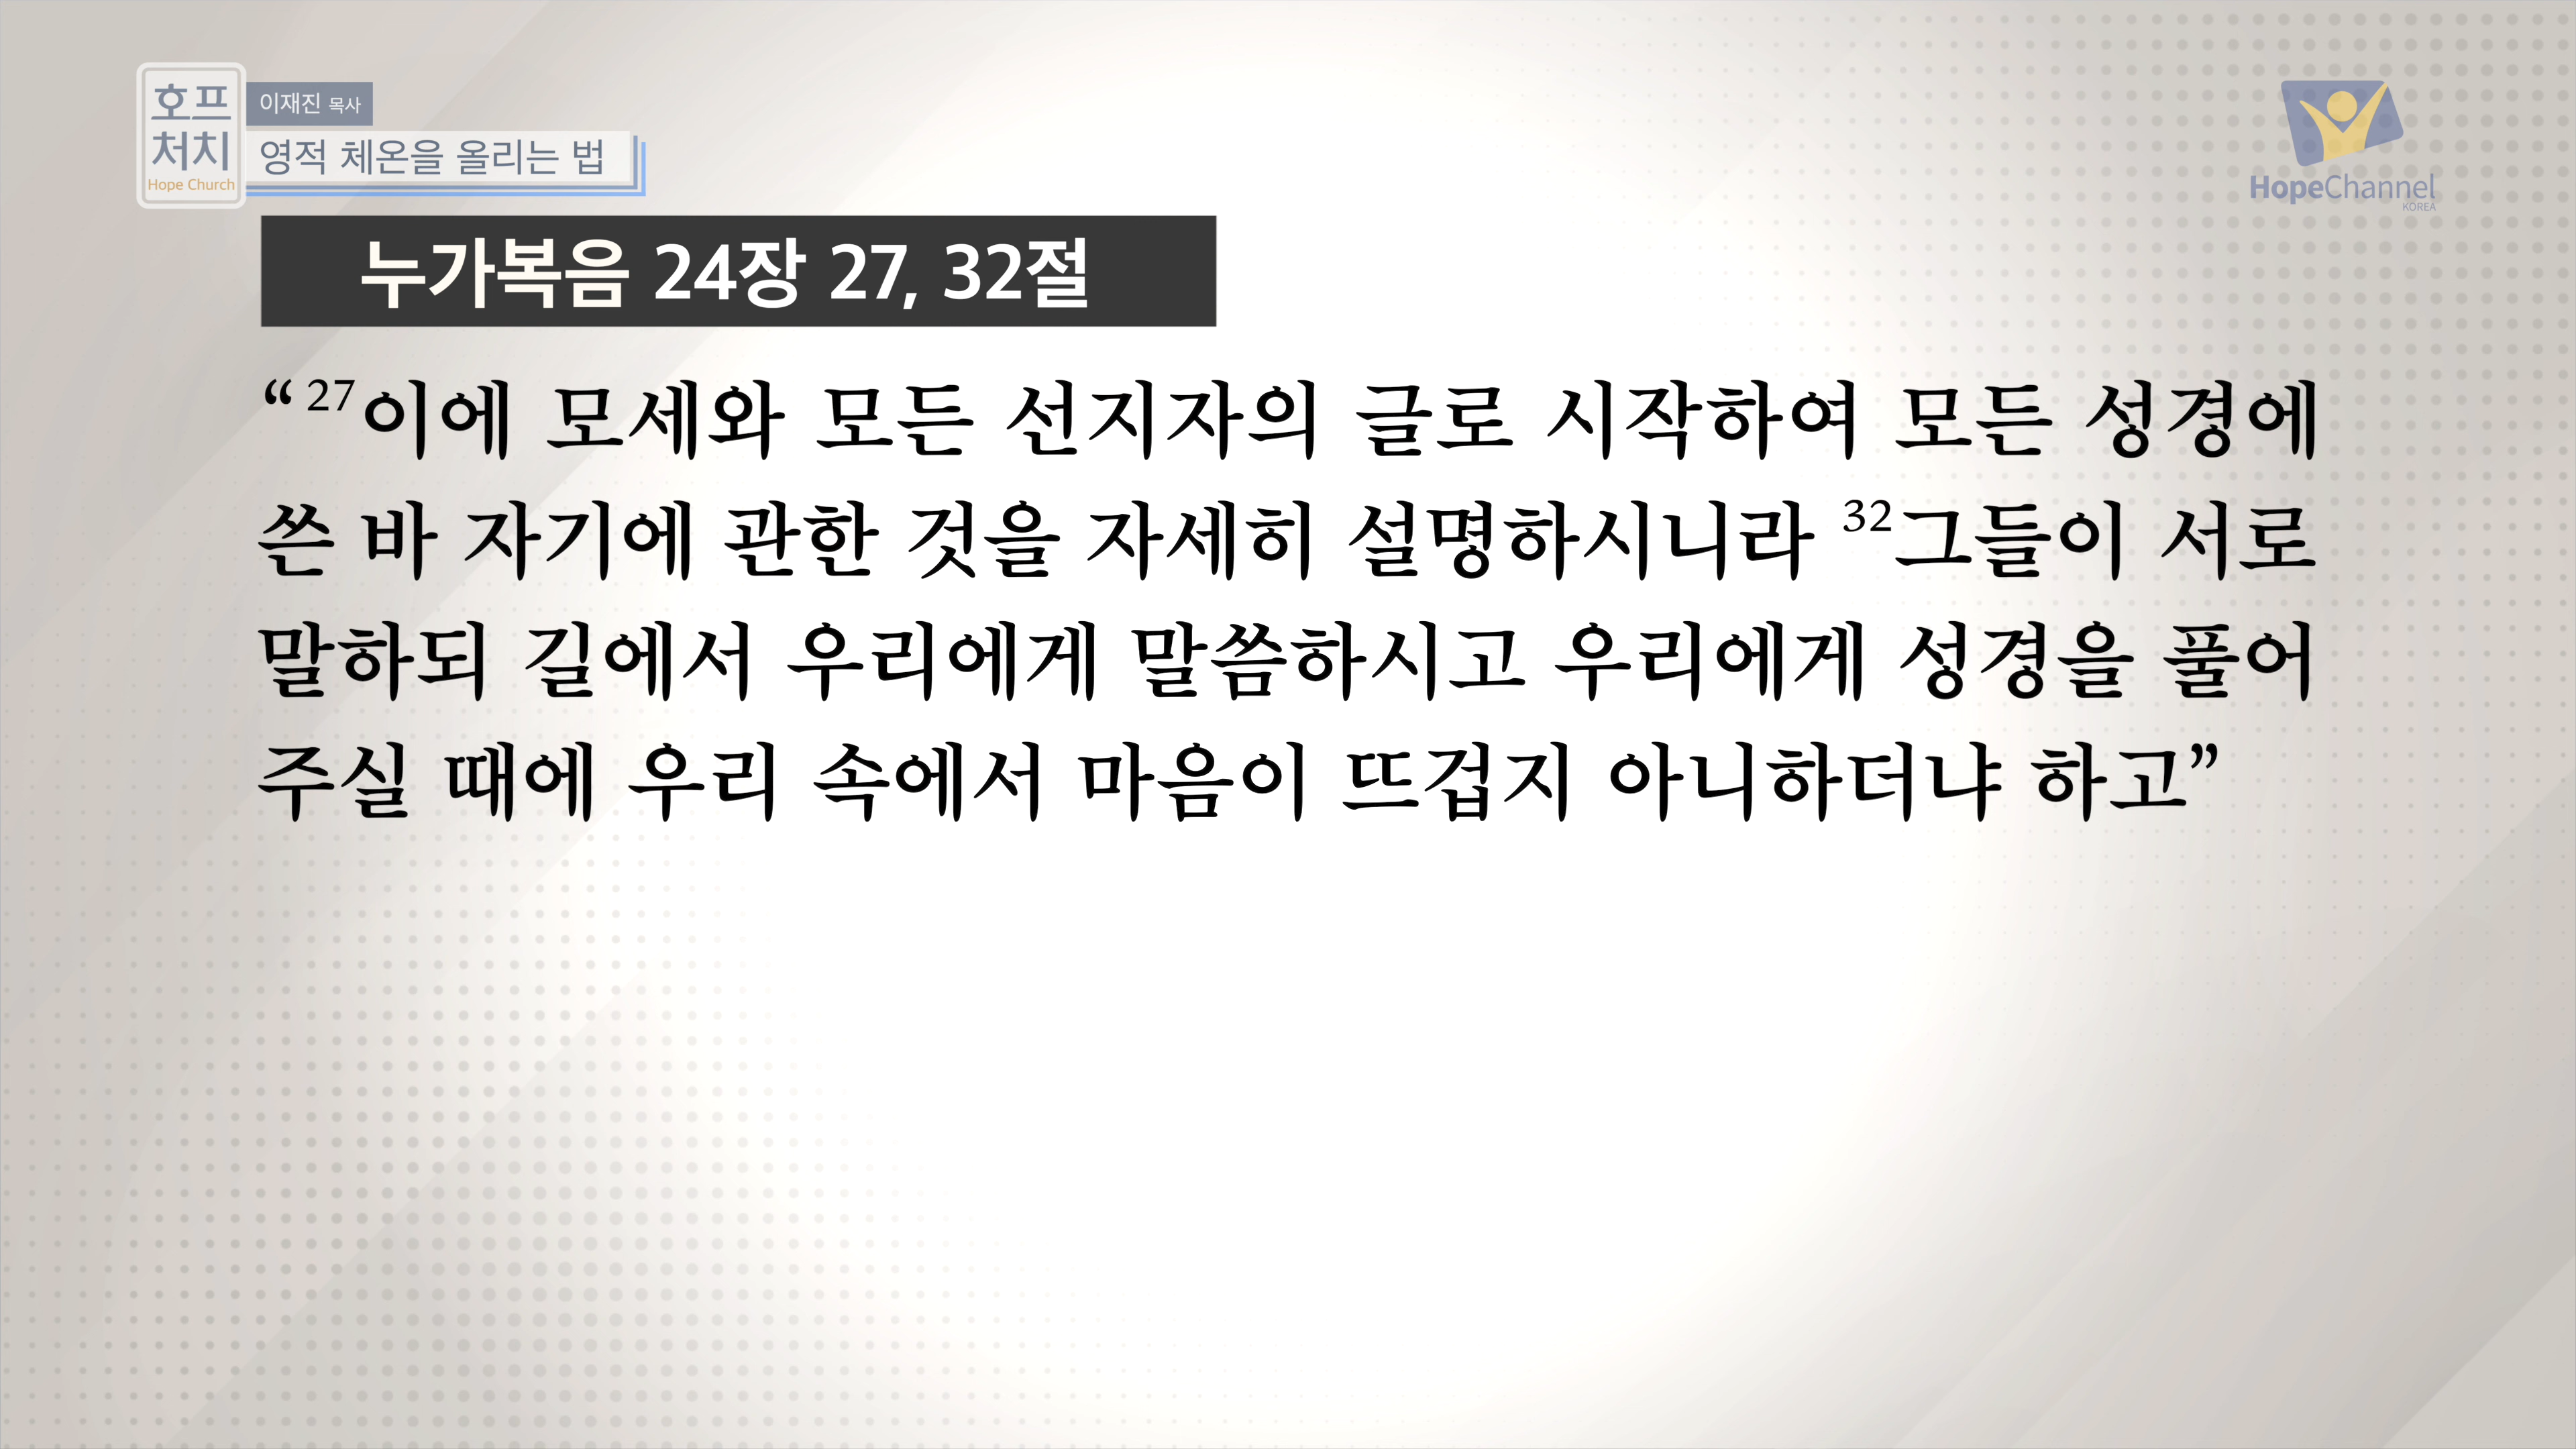 호프
처치
Hope Church
이재진 목사
영적 체온을 올리는 법
HopeChannel
KOREA
누가복음 24장 27, 32절
“27이에 모세와 모든 선지자의 글로 시작하여 모든 성경에
쓴 바 자기에 관한 것을 자세히 설명하시니라 32그들이 서로
말하되 길에서 우리에게 말씀하시고 우리에게 성경을 풀어
주실 때에 우리 속에서 마음이 뜨겁지 아니하더냐 하고”